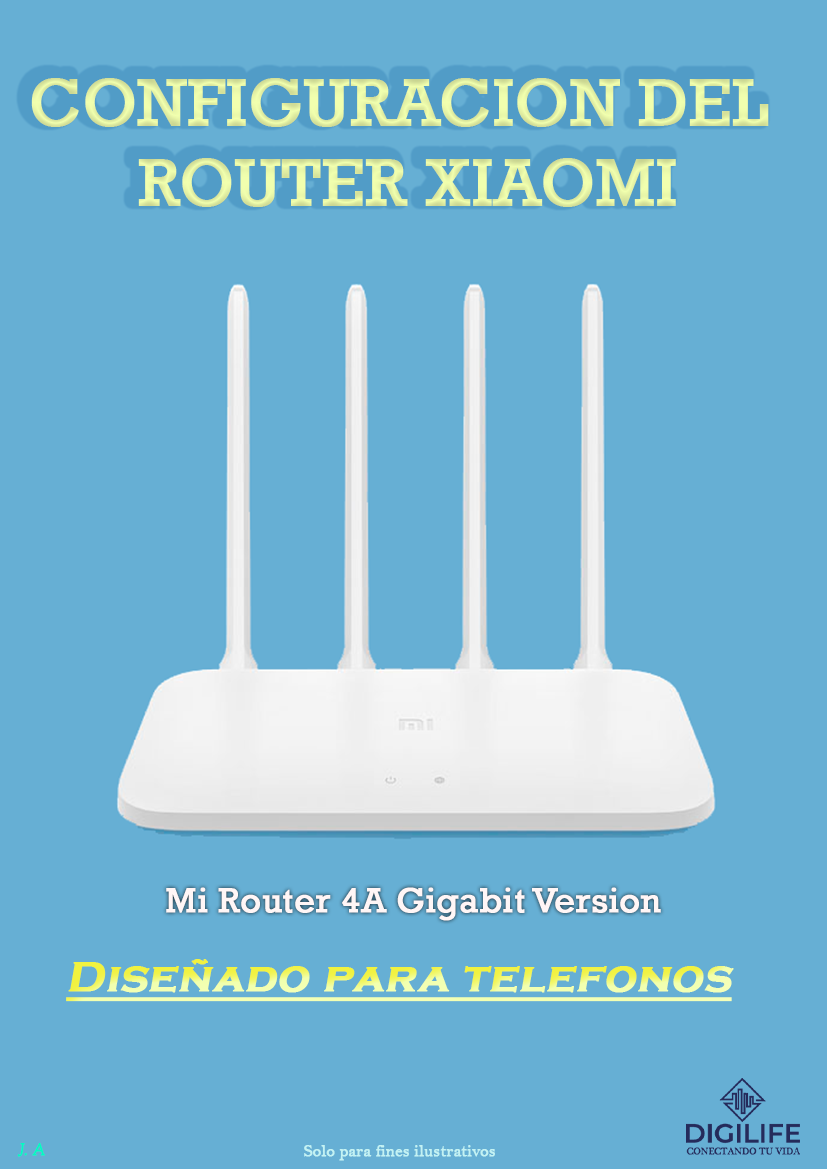 CONFIGURACION DEL
ROUTER XIAOMI
mi
Mi Router 4A Gigabit Version
DISEÑADO PARA TELEFONOS
J. A
Solo para fines ilustrativos
DIGILIFE
CONECTANDO TU VIDA